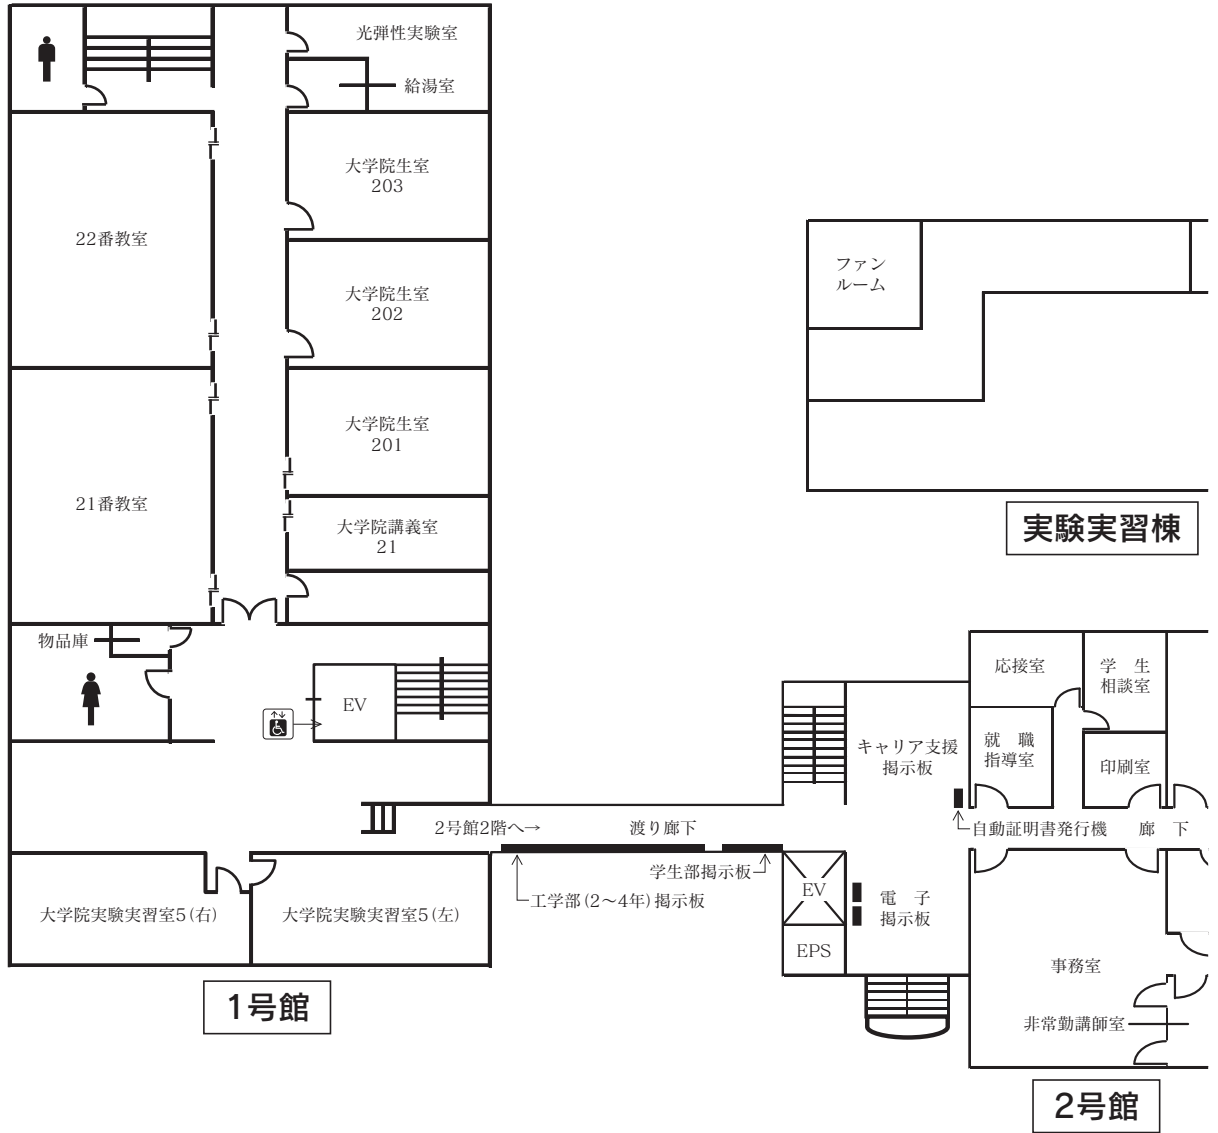 光弾性実験室
給湯室
大学院生室
203
22番教室
大学院生室
202
大学院生室
201
21番教室
大学院講義室
21
物品庫
EV
2号館2階へ→
渡り廊下
学生部掲示板
工学部(2〜4年)掲示板
大学院実験実習室5(右)
大学院実験実習室5(左)
1号館
ファン
ルーム
実験実習棟
応接室
学 生
相談室
キャリア支援
掲示板
就 職
指導室
印刷室
自動証明書発行機
廊 下
EV
電 子
掲示板
EPS
事務室
非常勤講師室
2号館